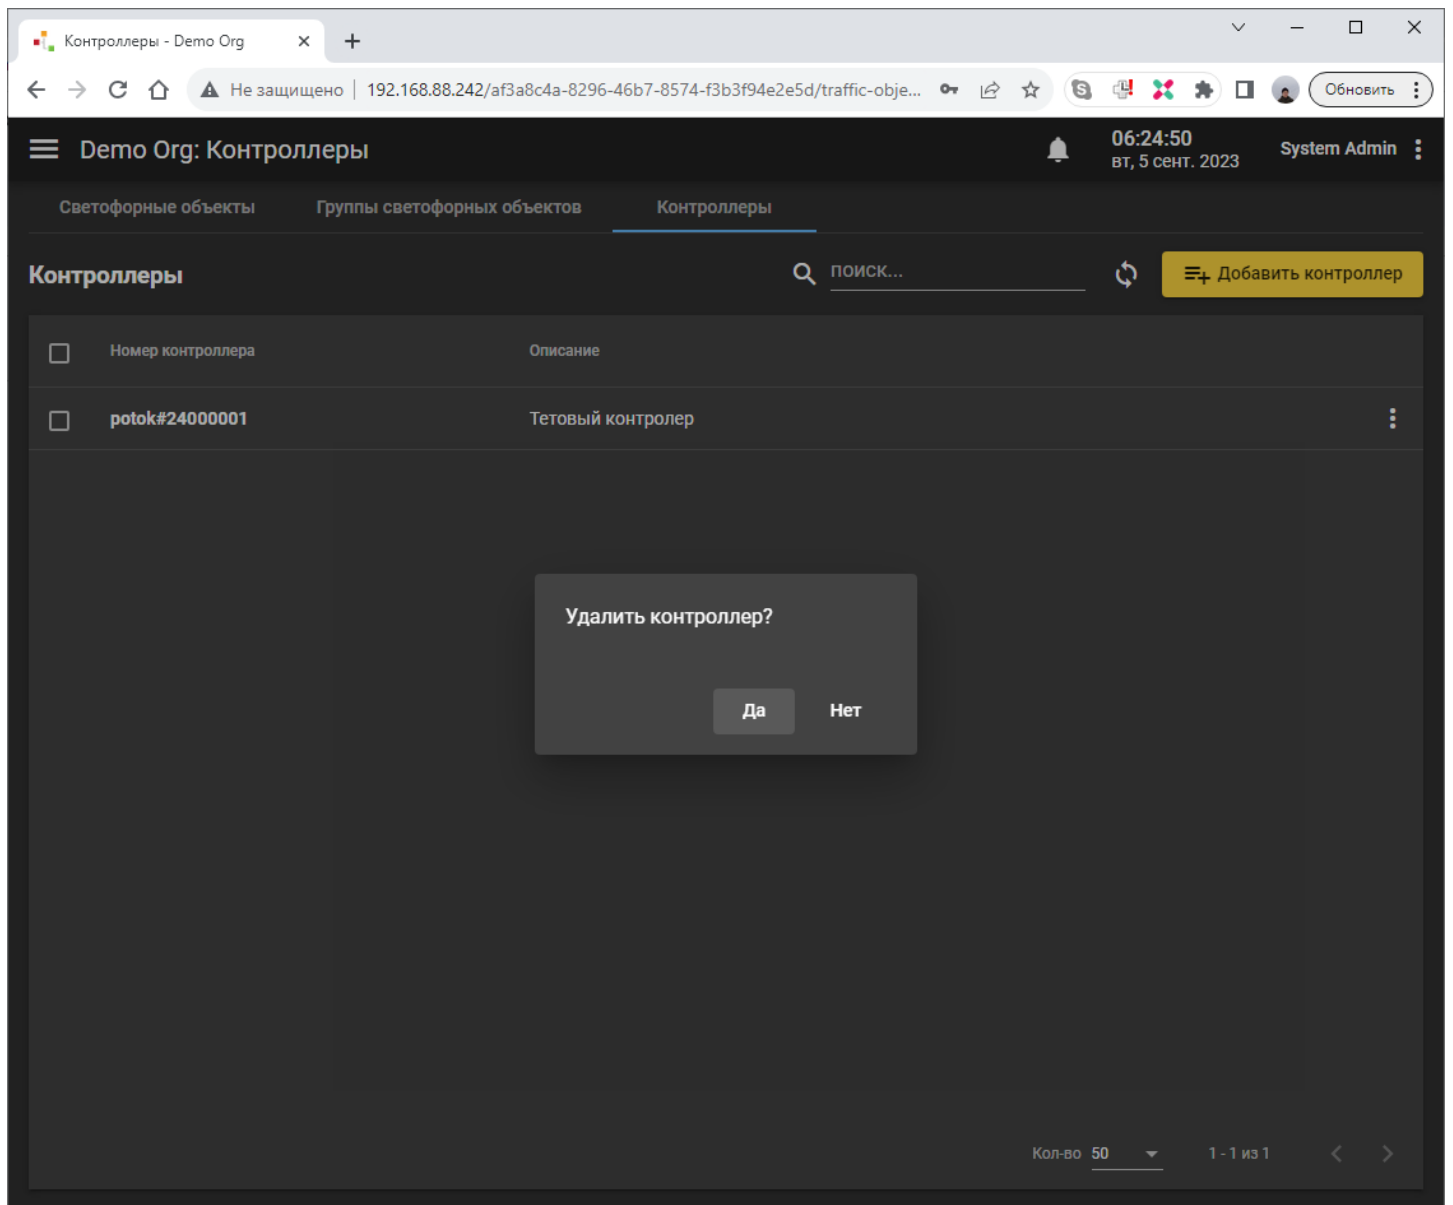 Контроллеры - Demo Org
Не защищено 192.168.88.242/af3a8c4a-8296-46b7-8574-f3b3f94e2e5d/traffic-obje... Обновить
Demo Org: Контроллеры
06:24:50
вт, 5 сент. 2023
System Admin
Светофорные объекты Группы светофорных объектов Контроллеры
Контроллеры поиск... Добавить контроллер
Номер контроллера Описание
potok#24000001 Тетовый контролер
Удалить контроллер?
Да Нет
Кол-во 50 1 - 1 из 1